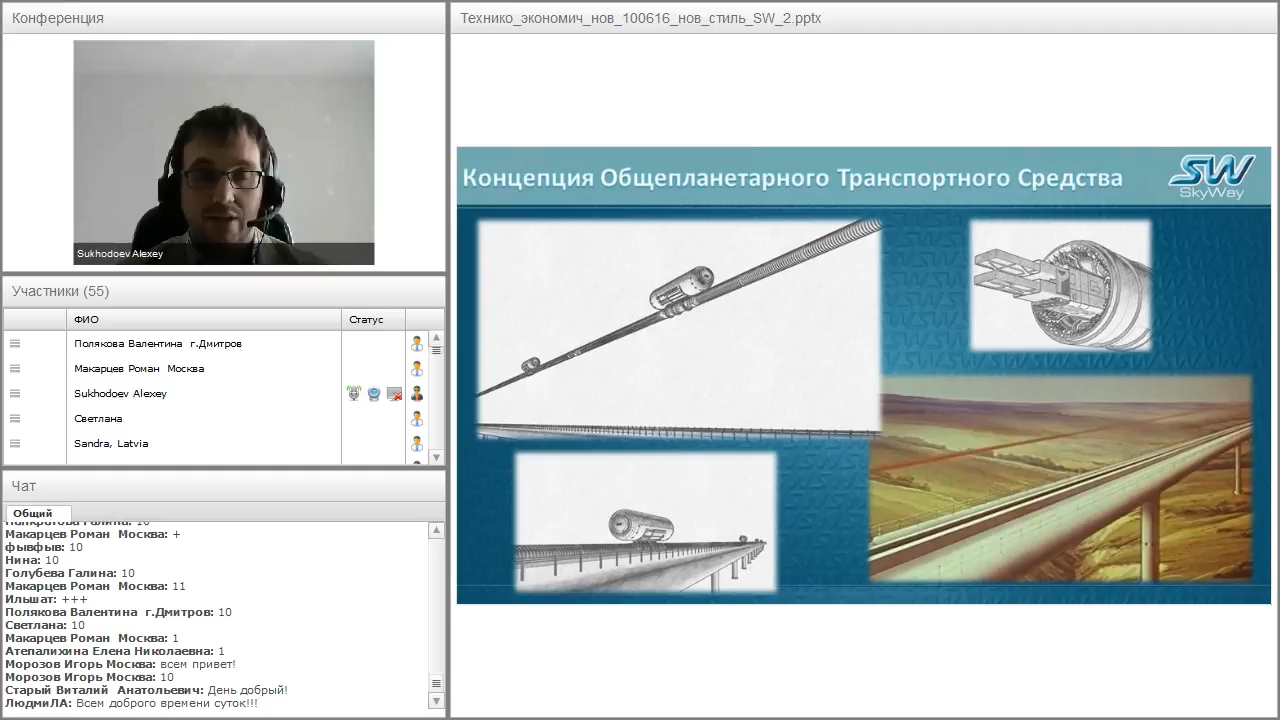 Конференция
Sukhodoev Alexey
Участники (55)
ФИО
Статус
Полякова Валентина г.Дмитров
Макарцев Роман Москва
Sukhodoev Alexey
Светлана
Sandra, Latvia
Чат
Общий
Панкратова Галина: 10
Макарцев Роман Москва: +
фывфыв: 10
Нина: 10
Голубева Галина: 10
Макарцев Роман Москва: 11
Ильшат: +++
Полякова Валентина г.Дмитров: 10
Светлана: 10
Макарцев Роман Москва: 1
Атепалихина Елена Николаевна: 1
Морозов Игорь Москва: всем привет!
Морозов Игорь Москва: 10
Старый Виталий Анатольевич: День добрый!
ЛюдмиЛА: Всем доброго времени суток!!!
Технико_экономич_нов_100616_нов_стиль_SW_2.pptx
Концепция Общепланетарного Транспортного Средства
SW
SkyWay